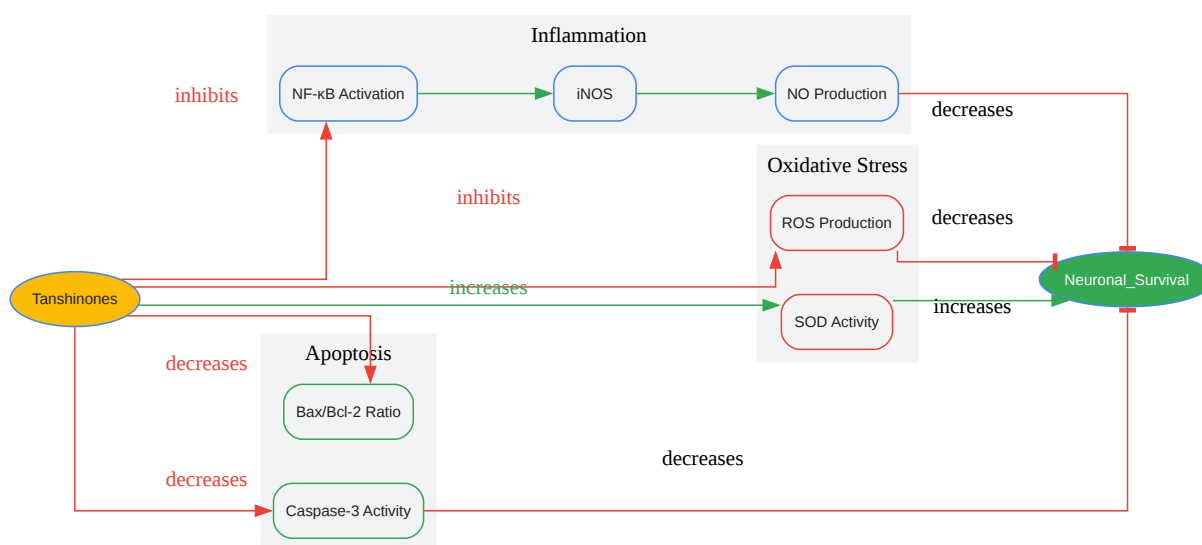 Inflammation
inhibits
NF-κB Activation
iNOS
NO Production
decreases
Oxidative Stress
inhibits
ROS Production
decreases
Tanshinones
increases
Neuronal_Survival
SOD Activity
increases
Apoptosis
decreases
Bax/Bcl-2 Ratio
decreases
decreases
Caspase-3 Activity